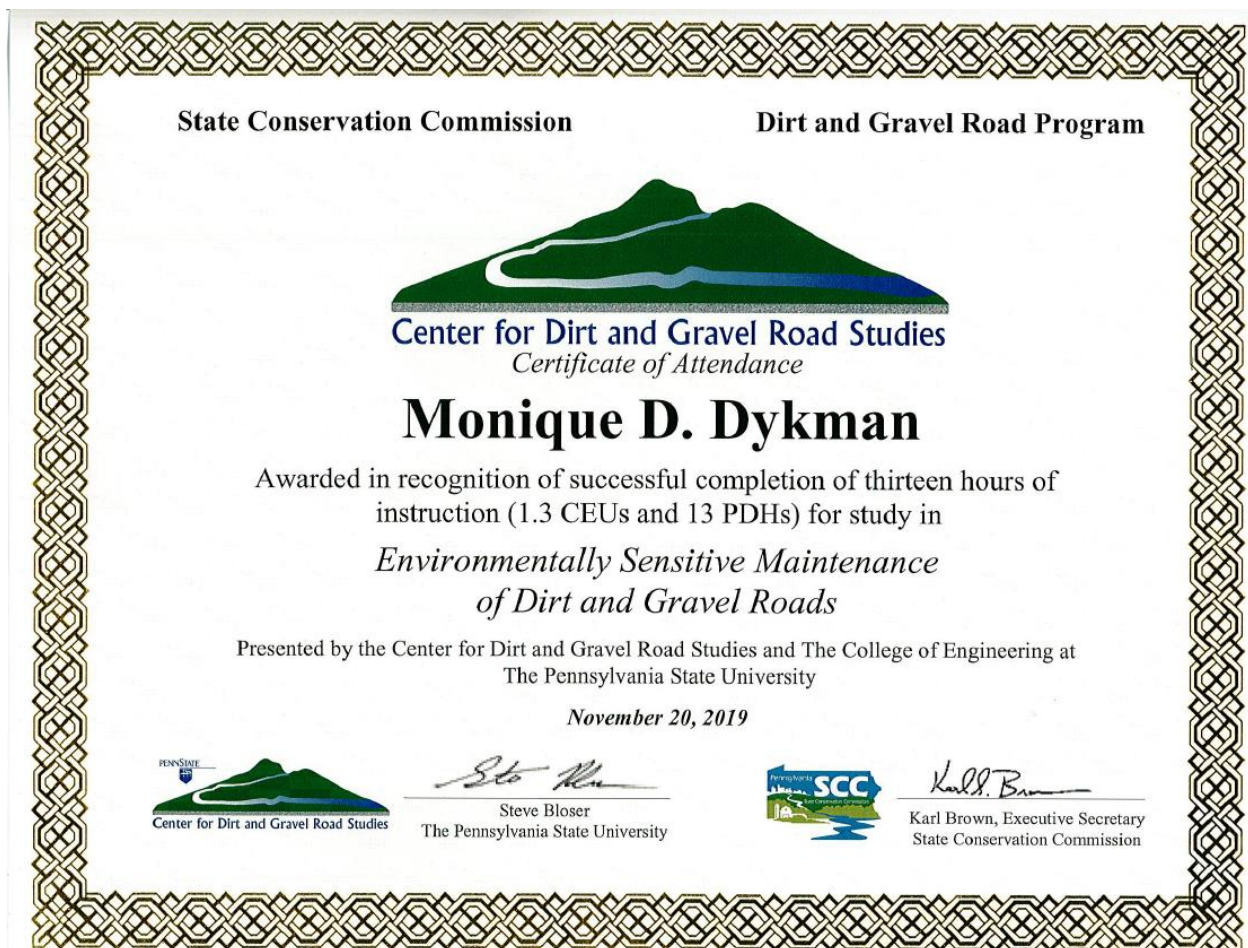 State Conservation Commission
Dirt and Gravel Road Program
Center for Dirt and Gravel Road Studies
Certificate of Attendance
Monique D. Dykman
Awarded in recognition of successful completion of thirteen hours of
instruction (1.3 CEUs and 13 PDHs) for study in
Environmentally Sensitive Maintenance
of Dirt and Gravel Roads
Presented by the Center for Dirt and Gravel Road Studies and The College of Engineering at
The Pennsylvania State University
November 20, 2019
PENNSTATE
Center for Dirt and Gravel Road Studies
Steve Bloser
The Pennsylvania State University
Pennsylvania
SCC
State Conservation Commission
Karl Brown, Executive Secretary
State Conservation Commission